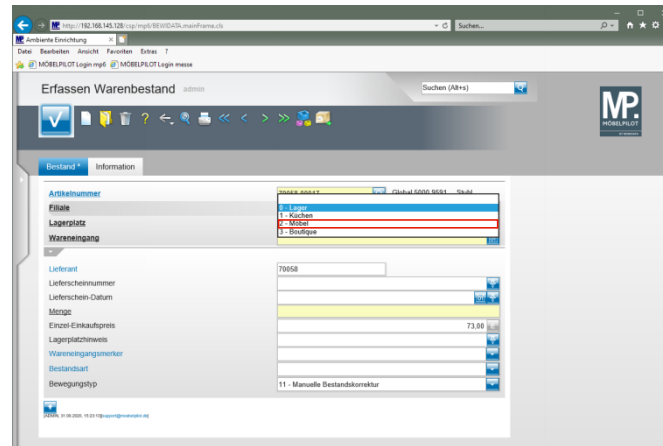 http://192.168.145.128/csp/mp6/BEWIDATA.mainFrame.cls
Suchen...
Ambiente Einrichtung
Datei Bearbeiten Ansicht Favoriten Extras ?
MÖBELPILOT Login mp6 MÖBELPILOT Login messe
Erfassen Warenbestand admin
Suchen (Alt+s)
MP.
MÖBELPILOT
Bestand * Information
Artikelnummer 70058-00017 Global 5000 9591 Stuhl
Filiale 0 - Lager
1 - Küchen
Lagerplatz 2 - Möbel
3 - Boutique
Wareneingang
Lieferant 70058
Lieferscheinnummer
Lieferschein-Datum
Menge
Einzel-Einkaufspreis 73,00
Lagerplatzhinweis
Wareneingangsmerker
Bestandsart
Bewegungstyp 11 - Manuelle Bestandskorrektur